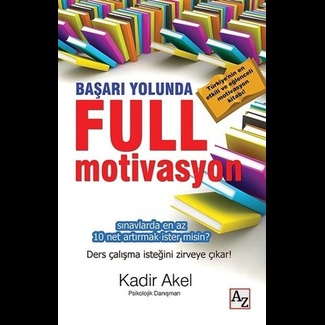 Türkiye'nin en
etkili ve eğlenceli
motivasyon
kitabı!
BAŞARI YOLUNDA
FULL
motivasyon
sınavlarda en az
10 net artırmak ister misin?
Ders çalışma isteğini zirveye çıkar!
Kadir Akel
Psikolojik Danışman
AZ